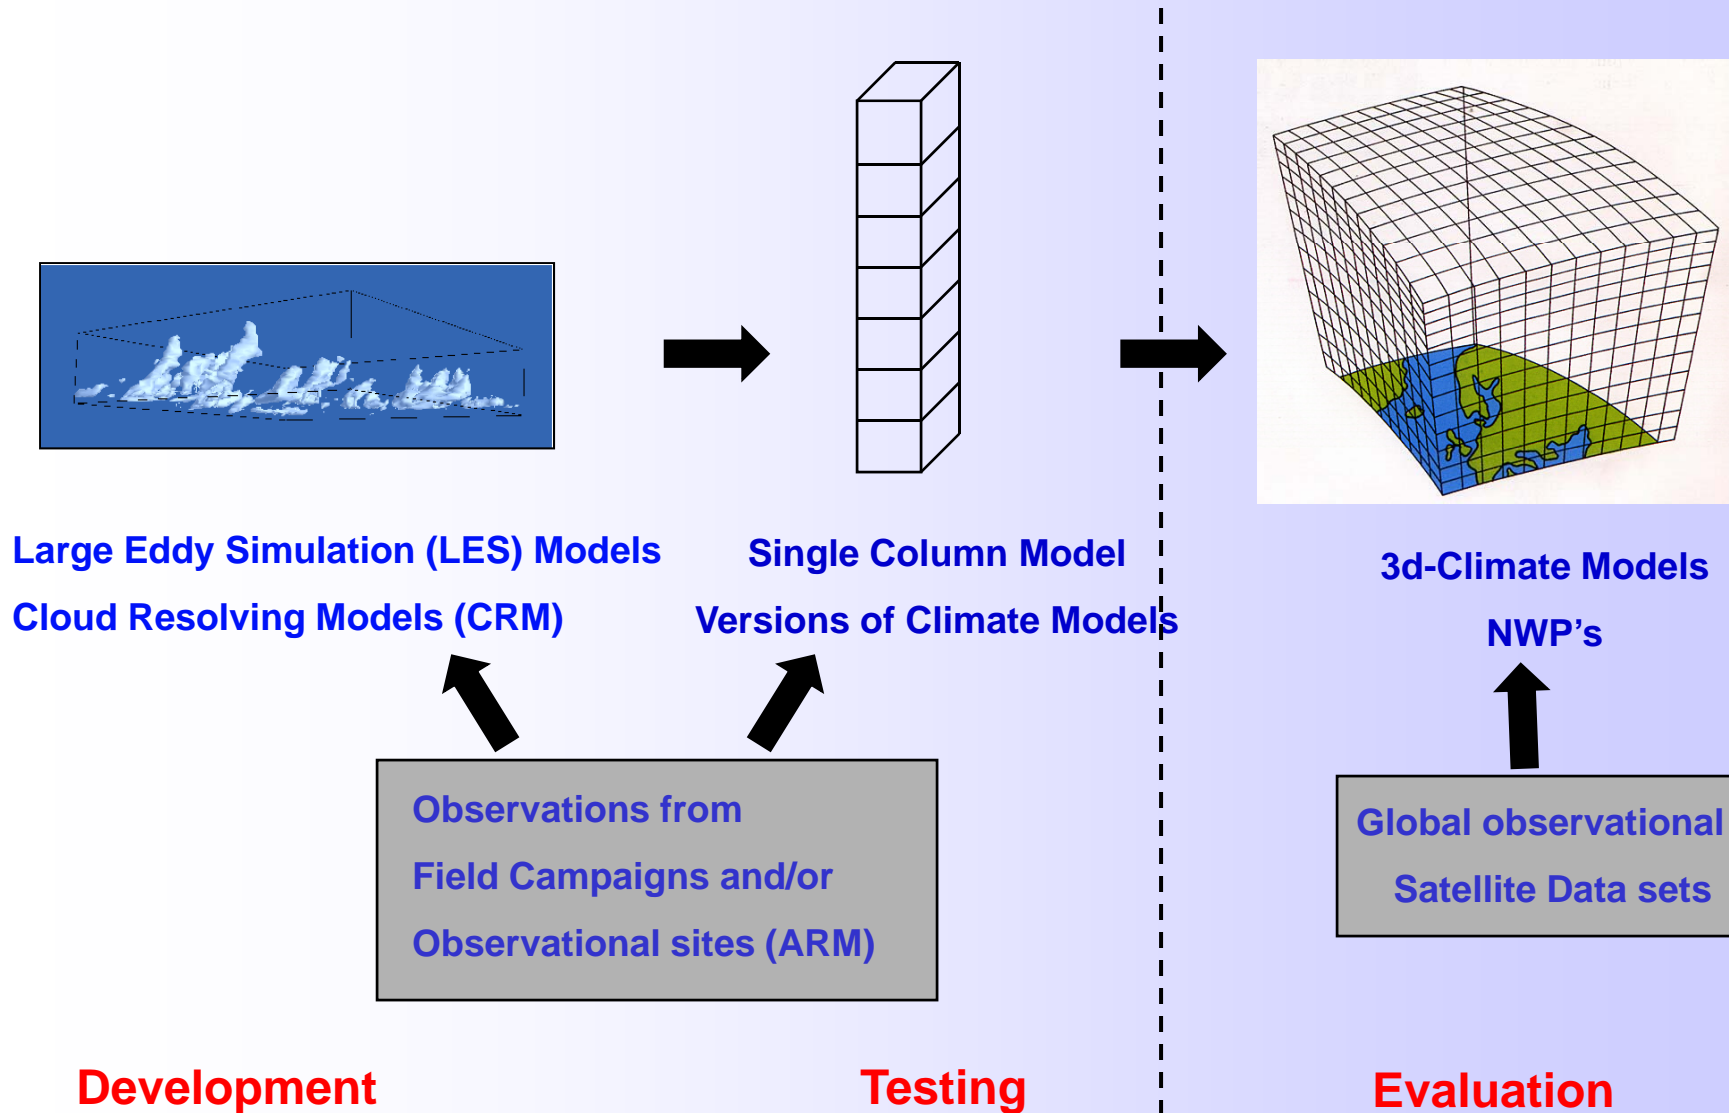 Large Eddy Simulation (LES) Models
Cloud Resolving Models (CRM)
Single Column Model
Versions of Climate Models
3d-Climate Models
NWP’s
Observations from
Field Campaigns and/or
Observational sites (ARM)
Global observational
Satellite Data sets
Development
Testing
Evaluation